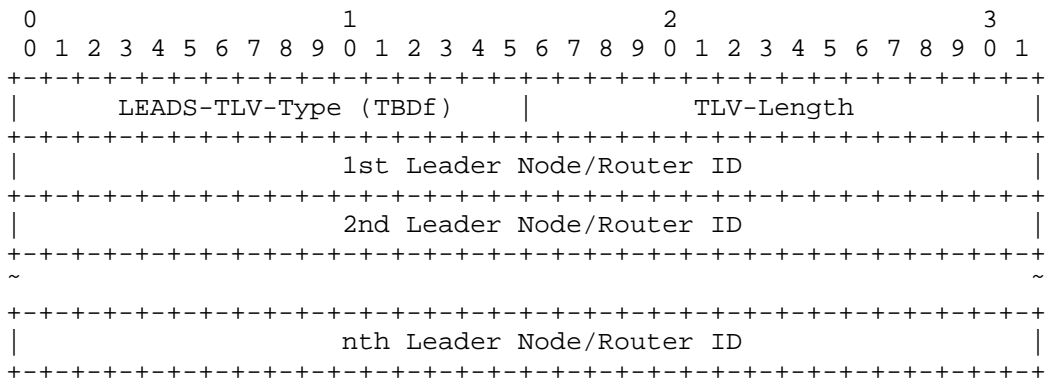 0                   1                   2                   3
 0 1 2 3 4 5 6 7 8 9 0 1 2 3 4 5 6 7 8 9 0 1 2 3 4 5 6 7 8 9 0 1
+-+-+-+-+-+-+-+-+-+-+-+-+-+-+-+-+-+-+-+-+-+-+-+-+-+-+-+-+-+-+-+-+
|     LEADS-TLV-Type (TBDf)     |          TLV-Length           |
+-+-+-+-+-+-+-+-+-+-+-+-+-+-+-+-+-+-+-+-+-+-+-+-+-+-+-+-+-+-+-+-+
|                   1st Leader Node/Router ID                   |
+-+-+-+-+-+-+-+-+-+-+-+-+-+-+-+-+-+-+-+-+-+-+-+-+-+-+-+-+-+-+-+-+
|                   2nd Leader Node/Router ID                   |
+-+-+-+-+-+-+-+-+-+-+-+-+-+-+-+-+-+-+-+-+-+-+-+-+-+-+-+-+-+-+-+-+
~                                                               ~
+-+-+-+-+-+-+-+-+-+-+-+-+-+-+-+-+-+-+-+-+-+-+-+-+-+-+-+-+-+-+-+-+
|                   nth Leader Node/Router ID                   |
+-+-+-+-+-+-+-+-+-+-+-+-+-+-+-+-+-+-+-+-+-+-+-+-+-+-+-+-+-+-+-+-+